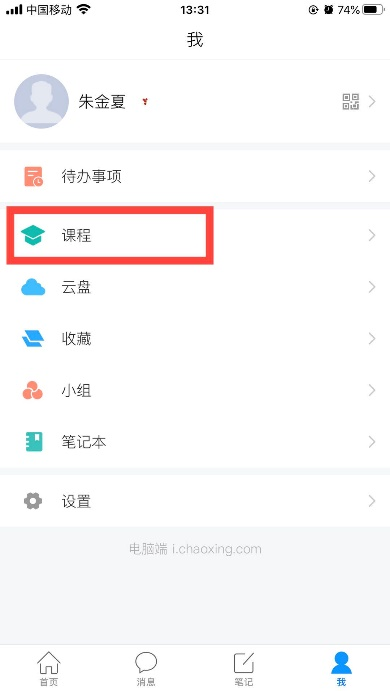 中国移动 13:31 74%
我
朱金夏
待办事项
课程
云盘
收藏
小组
笔记本
设置
电脑端 i.chaoxing.com
首页 消息 笔记 我